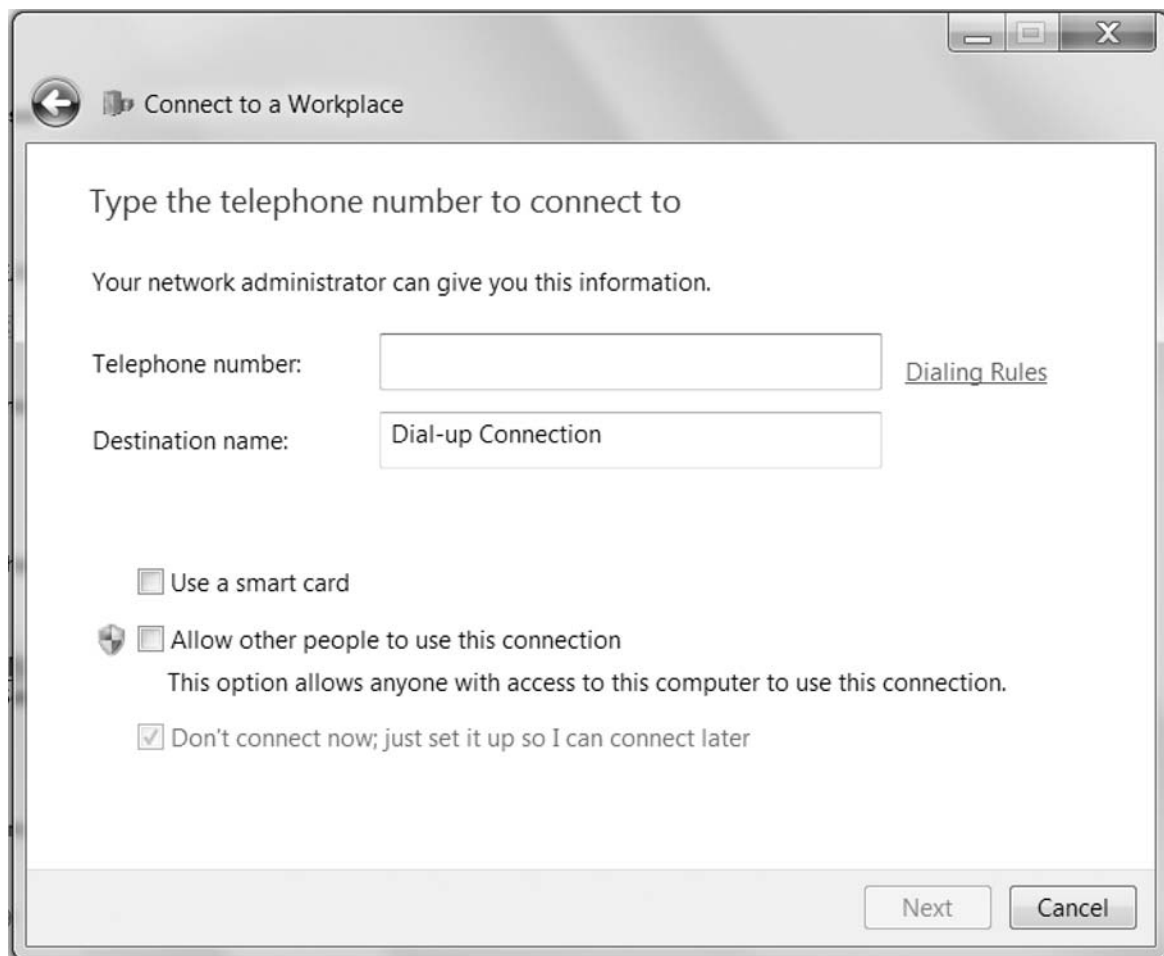 Connect to a Workplace
Type the telephone number to connect to
Your network administrator can give you this information.
Telephone number:
Dialing Rules
Destination name: Dial-up Connection
Use a smart card
Allow other people to use this connection
This option allows anyone with access to this computer to use this connection.
Don't connect now; just set it up so I can connect later
Next Cancel